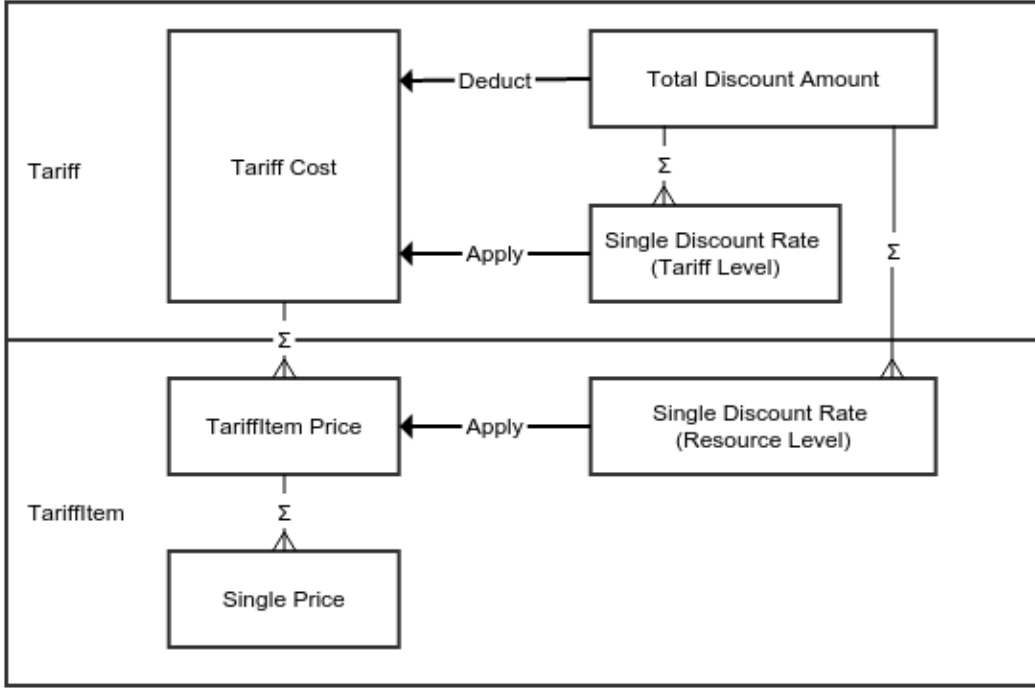 Deduct
Total Discount Amount
Tariff
Tariff Cost
Σ
Apply
Single Discount Rate
(Tariff Level)
Σ
Σ
TariffItem Price
Apply
Single Discount Rate
(Resource Level)
TariffItem
Σ
Single Price